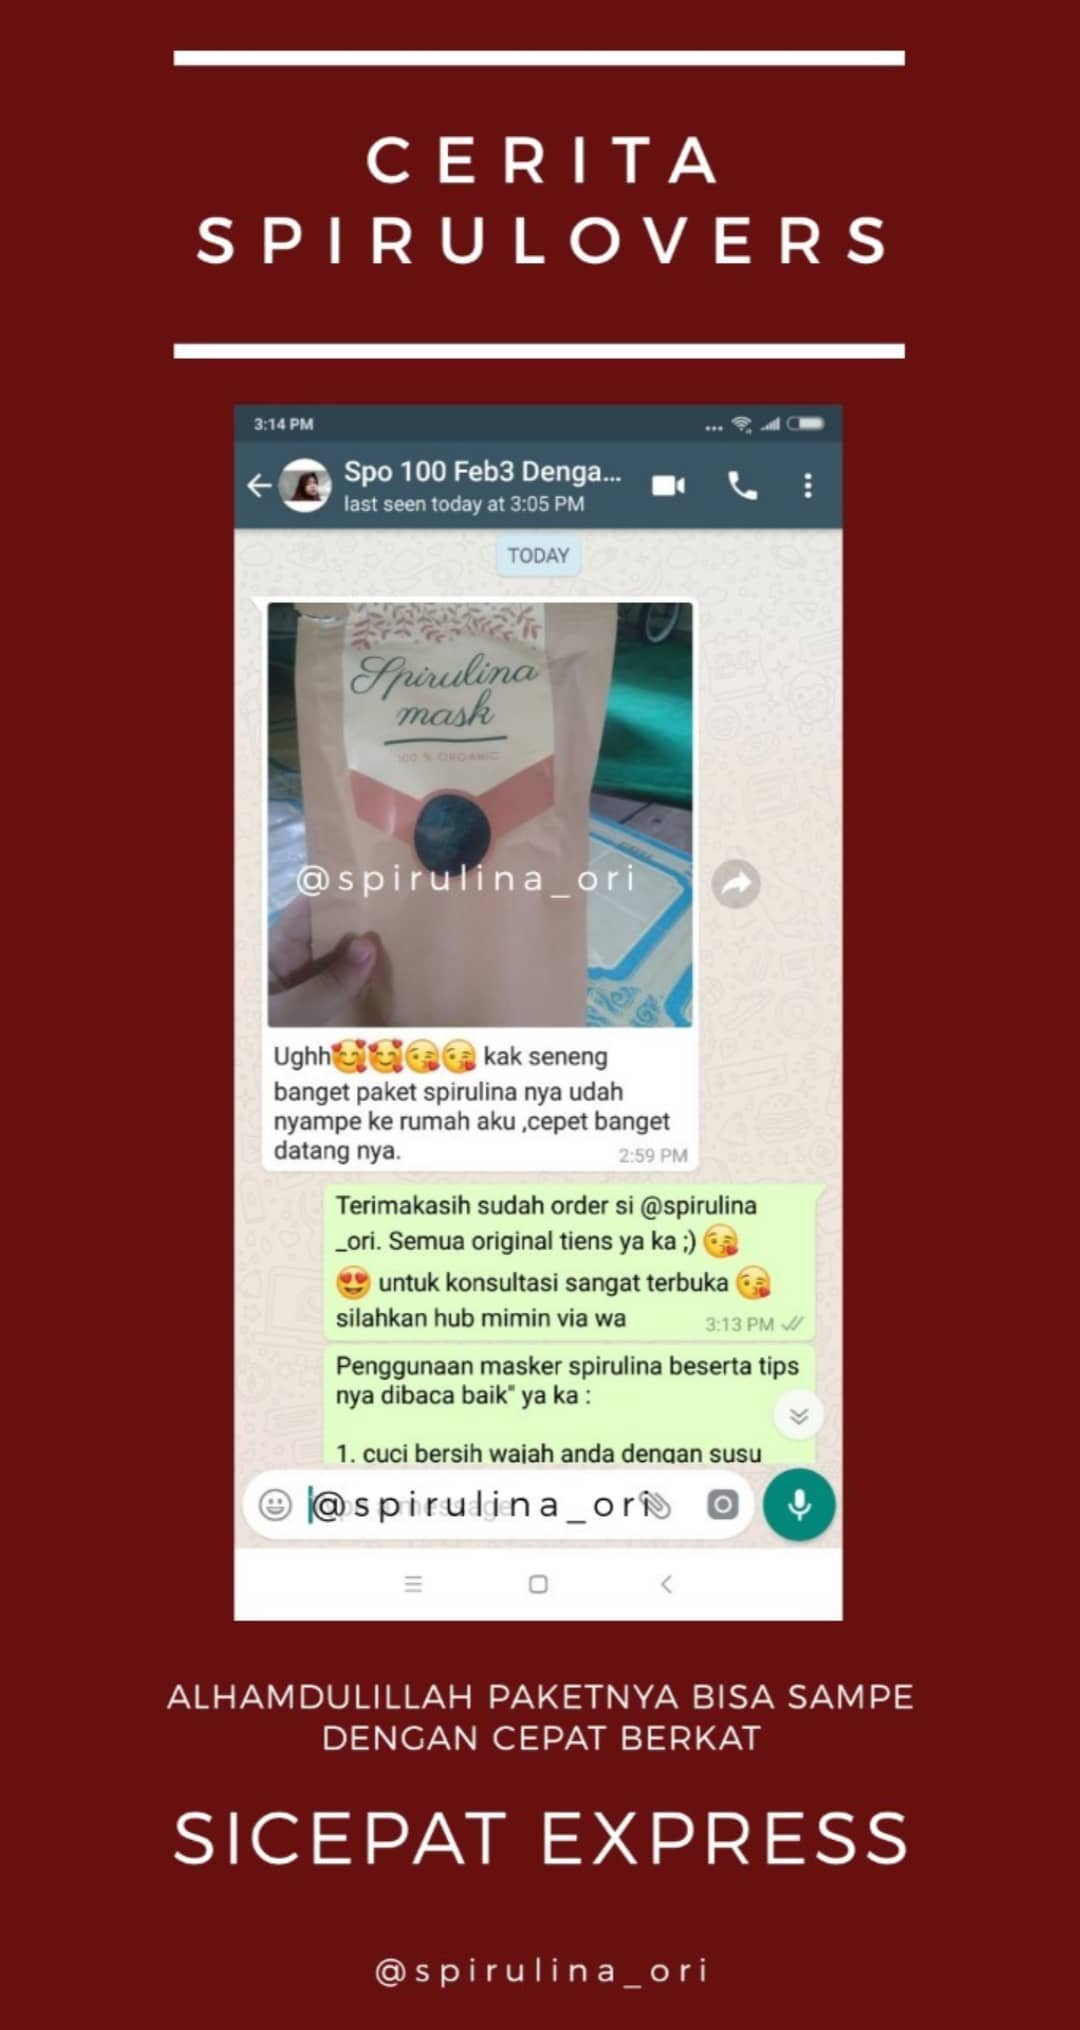 CERITA
SPIRULOVERS
3:14 PM
Spo 100 Feb3 Denga...
last seen today at 3:05 PM
TODAY
Spirulina
mask
100 % ORGANIC
@spirulina_ori
Ughh🥰🥰😘😘 kak seneng
banget paket spirulina nya udah
nyampe ke rumah aku ,cepet banget
datang nya.
2:59 PM
Terimakasih sudah order si @spirulina
_ori. Semua original tiens ya ka ;) 😘
😍 untuk konsultasi sangat terbuka 😘
silahkan hub mimin via wa
3:13 PM
Penggunaan masker spirulina beserta tips
nya dibaca baik" ya ka :
1. cuci bersih wajah anda dengan susu
@spirulina_ori
ALHAMDULILLAH PAKETNYA BISA SAMPE
DENGAN CEPAT BERKAT
SICEPAT EXPRESS
@spirulina_ori